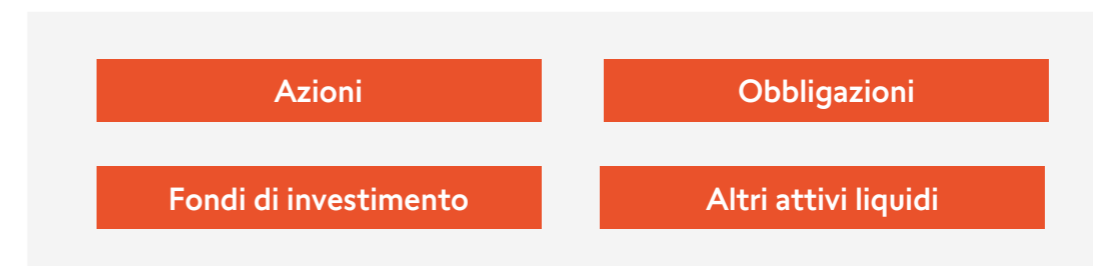 Azioni
Obbligazioni
Fondi di investimento
Altri attivi liquidi